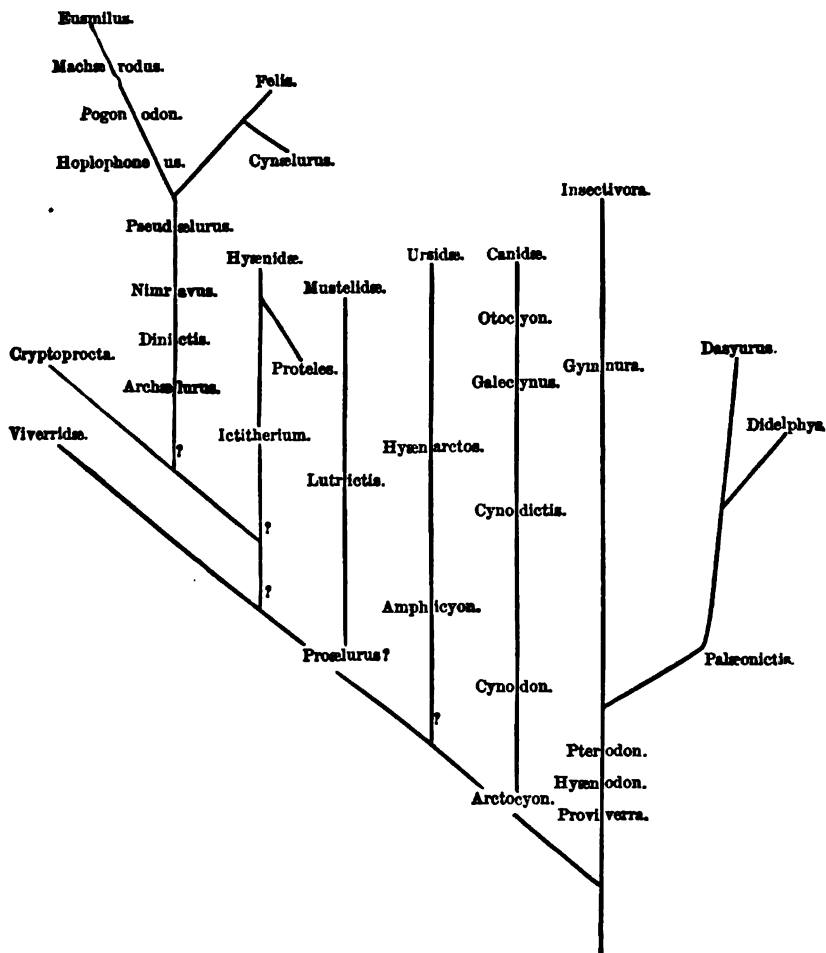 Eusmilus.
Machærodus.
Felis.
Pogonodon.
Cynælurus.
Hoplophoneus.
Insectivora.
Pseudælurus.
Hyænidæ.
Ursidæ.
Canidæ.
Nimravus.
Mustelidæ.
Otocyon.
Dinictis.
Dasyurus.
Cryptoprocta.
Proteles.
Gymnura.
Archælurus.
Galecynus.
Didelphys.
Viverridæ.
Ictitherium.
?
Hyænarctos.
Lutrictis.
Cynodictis.
?
?
Amphicyon.
Proælurus?
Palæonictis.
Cynodon.
?
Pterodon.
Hyænodon.
Arctocyon.
Proviverra.